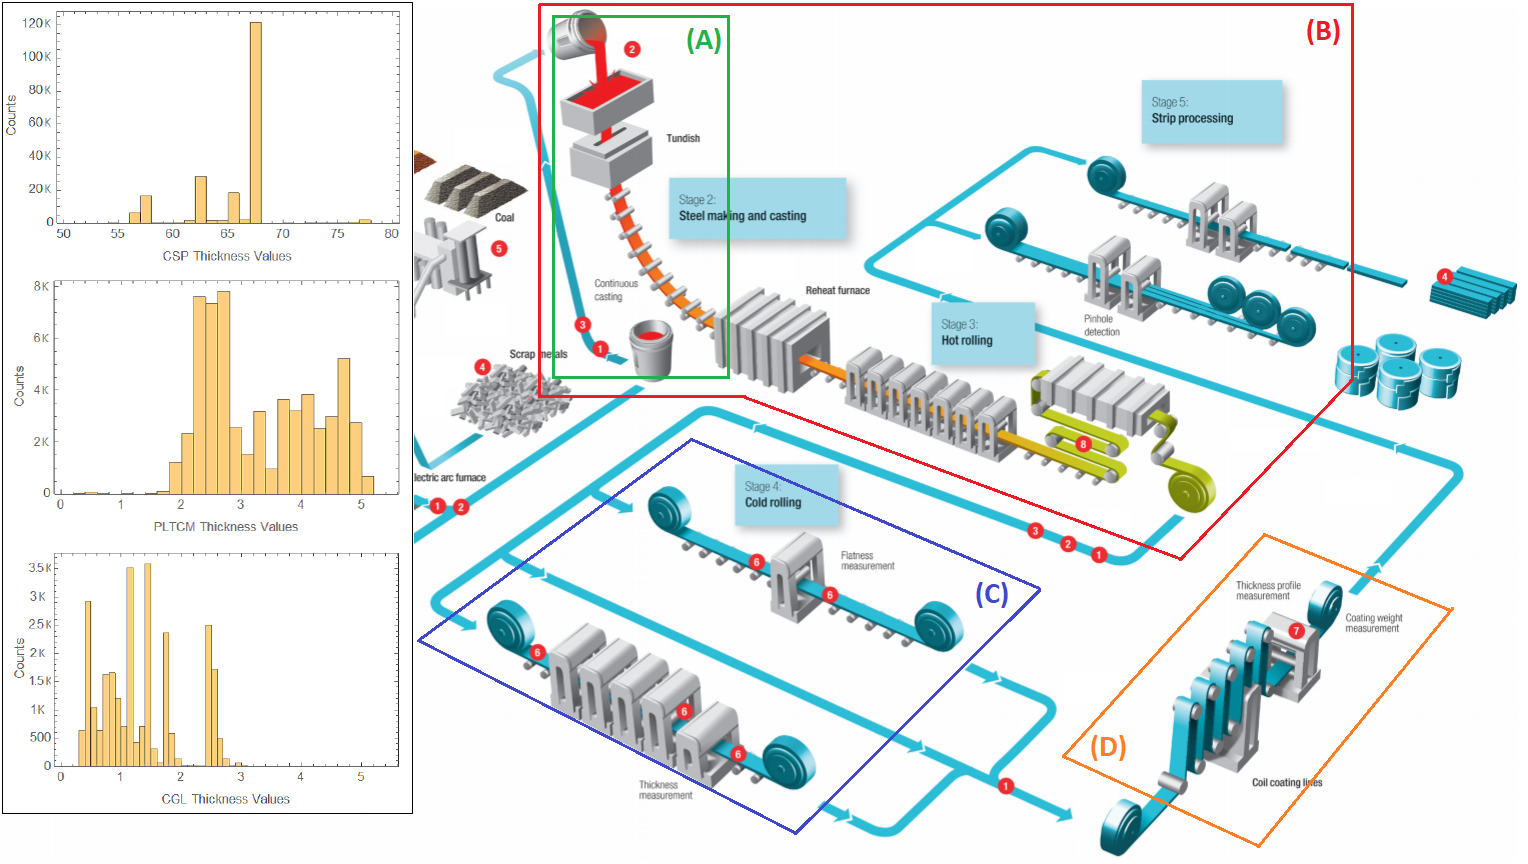 120K
100K
80K
60K
40K
20K
0
Counts
50 55 60 65 70 75 80
CSP Thickness Values
8K
6K
4K
2K
0
Counts
0 1 2 3 4 5
PLTCM Thickness Values
3.5K
3K
2.5K
2K
1.5K
1K
500
0
Counts
0 1 2 3 4 5
CGL Thickness Values
(A)
2
Tundish
Stage 2:
Steel making and casting
Coal
5
Continuous
casting
3
1
Scrap metals
4
lectric arc furnace
1 2
(B)
Stage 5:
Strip processing
4
Pinhole
detection
Reheat furnace
Stage 3:
Hot rolling
8
3 2 1
Stage 4:
Cold rolling
Flatness
measurement
6
6
(C)
6
6
6
Thickness
measurement
1
Thickness profile
measurement
7
Coating weight
measurement
(D)
Coil coating lines